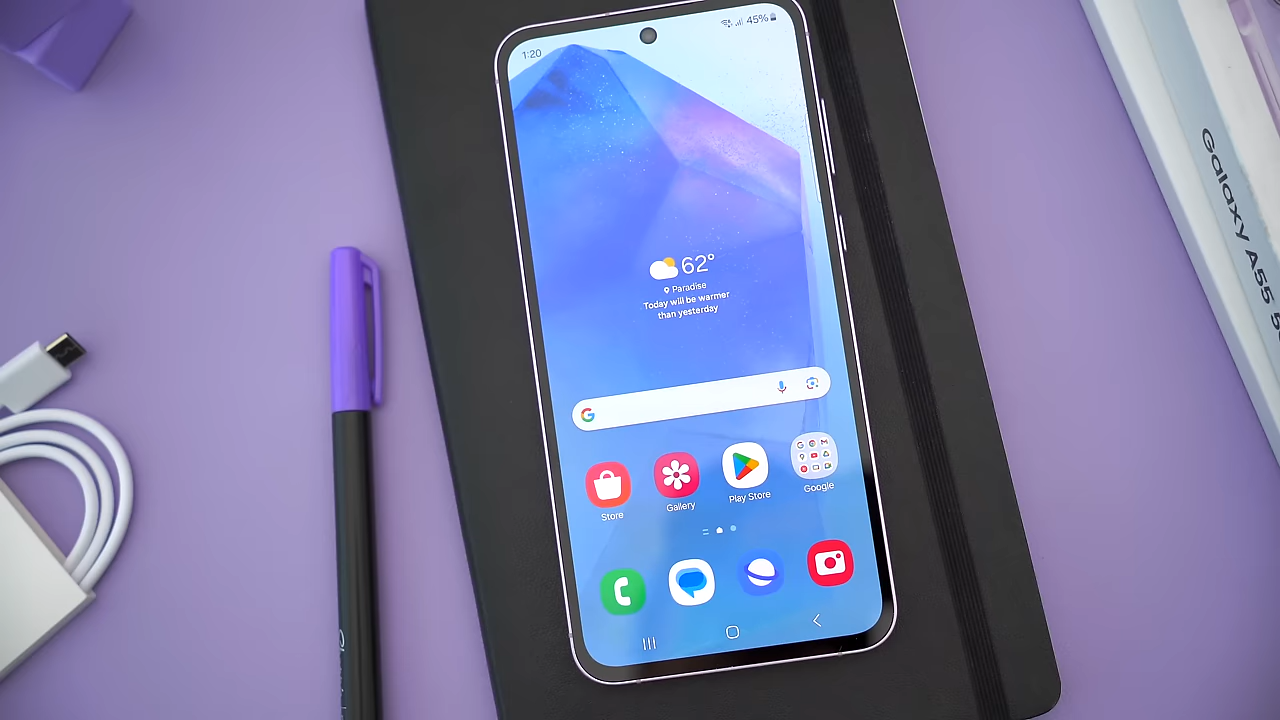 1:20
45%
62°
Paradise
Today will be warmer
than yesterday
Store
Gallery
Play Store
Google
Galaxy A55